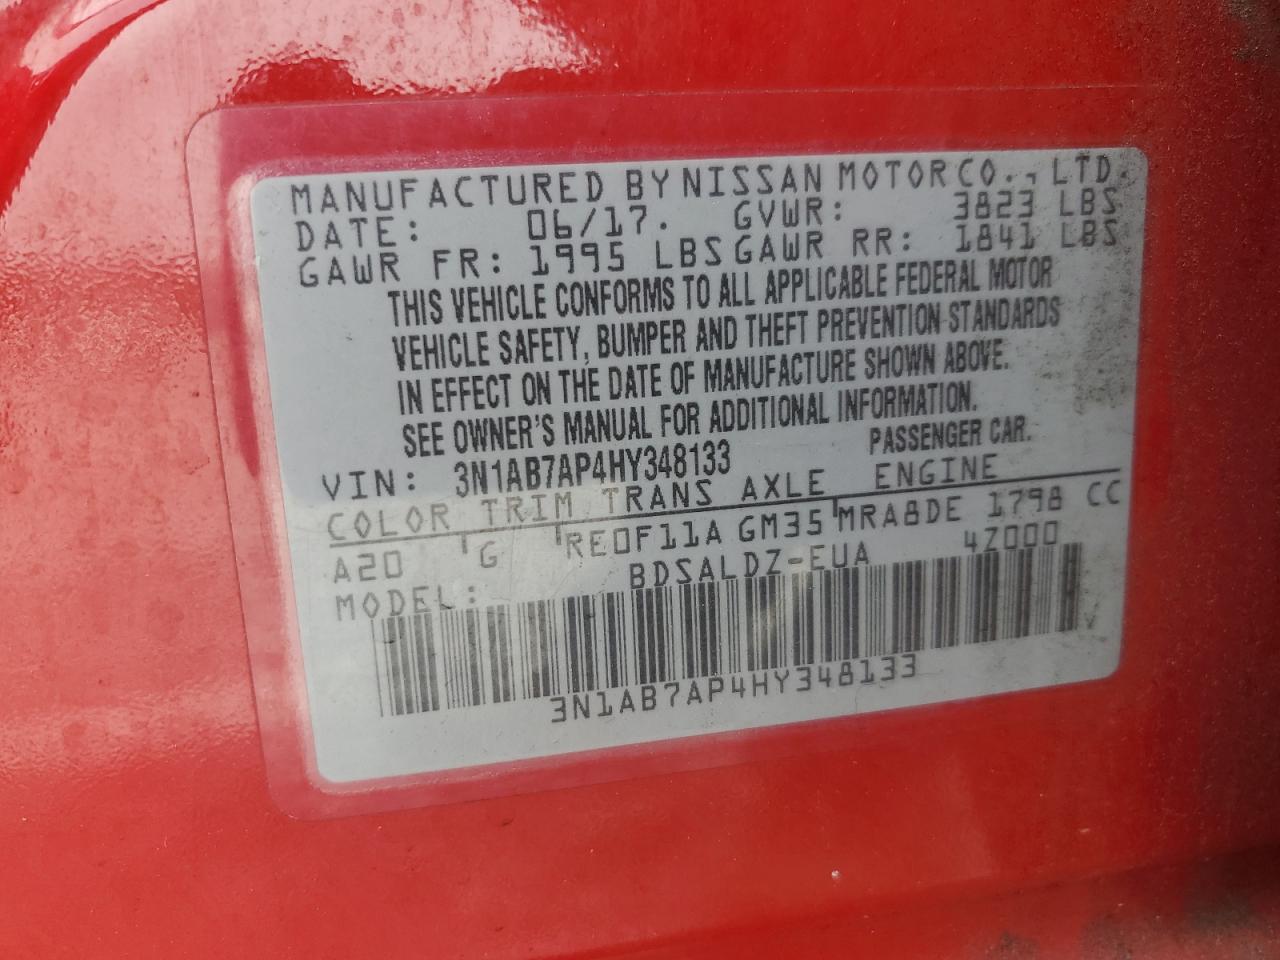 MANUFACTURED BY NISSAN MOTOR CO., LTD.
DATE: 06/17. GVWR: 3823 LBS
GAWR FR: 1995 LBS GAWR RR: 1841 LBS
THIS VEHICLE CONFORMS TO ALL APPLICABLE FEDERAL MOTOR
VEHICLE SAFETY, BUMPER AND THEFT PREVENTION STANDARDS
IN EFFECT ON THE DATE OF MANUFACTURE SHOWN ABOVE.
SEE OWNER'S MANUAL FOR ADDITIONAL INFORMATION.
VIN: 3N1AB7AP4HY348133 PASSENGER CAR.
COLOR TRIM TRANS AXLE ENGINE
A20 G RE0F11A GM35 MRA8DE 1798 CC
MODEL: BDSALDZ-EUA 4Z000
V
3N1AB7AP4HY348133